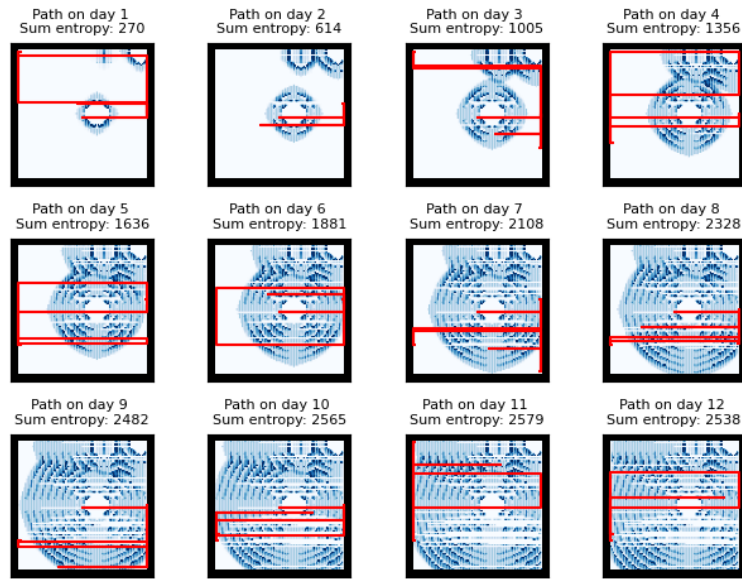 Path on day 1
Sum entropy: 270
Path on day 2
Sum entropy: 614
Path on day 3
Sum entropy: 1005
Path on day 4
Sum entropy: 1356
Path on day 5
Sum entropy: 1636
Path on day 6
Sum entropy: 1881
Path on day 7
Sum entropy: 2108
Path on day 8
Sum entropy: 2328
Path on day 9
Sum entropy: 2482
Path on day 10
Sum entropy: 2565
Path on day 11
Sum entropy: 2579
Path on day 12
Sum entropy: 2538